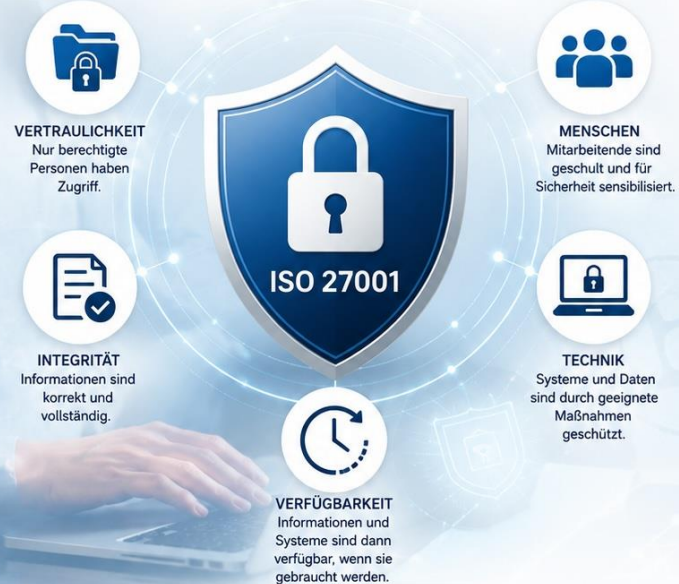 VERTRAULICHKEIT
Nur berechtigte
Personen haben
Zugriff.
MENSCHEN
Mitarbeitende sind
geschult und für
Sicherheit sensibilisiert.
ISO 27001
INTEGRITÄT
Informationen sind
korrekt und
vollständig.
TECHNIK
Systeme und Daten
sind durch geeignete
Maßnahmen
geschützt.
VERFÜGBARKEIT
Informationen und
Systeme sind dann
verfügbar, wenn sie
gebraucht werden.